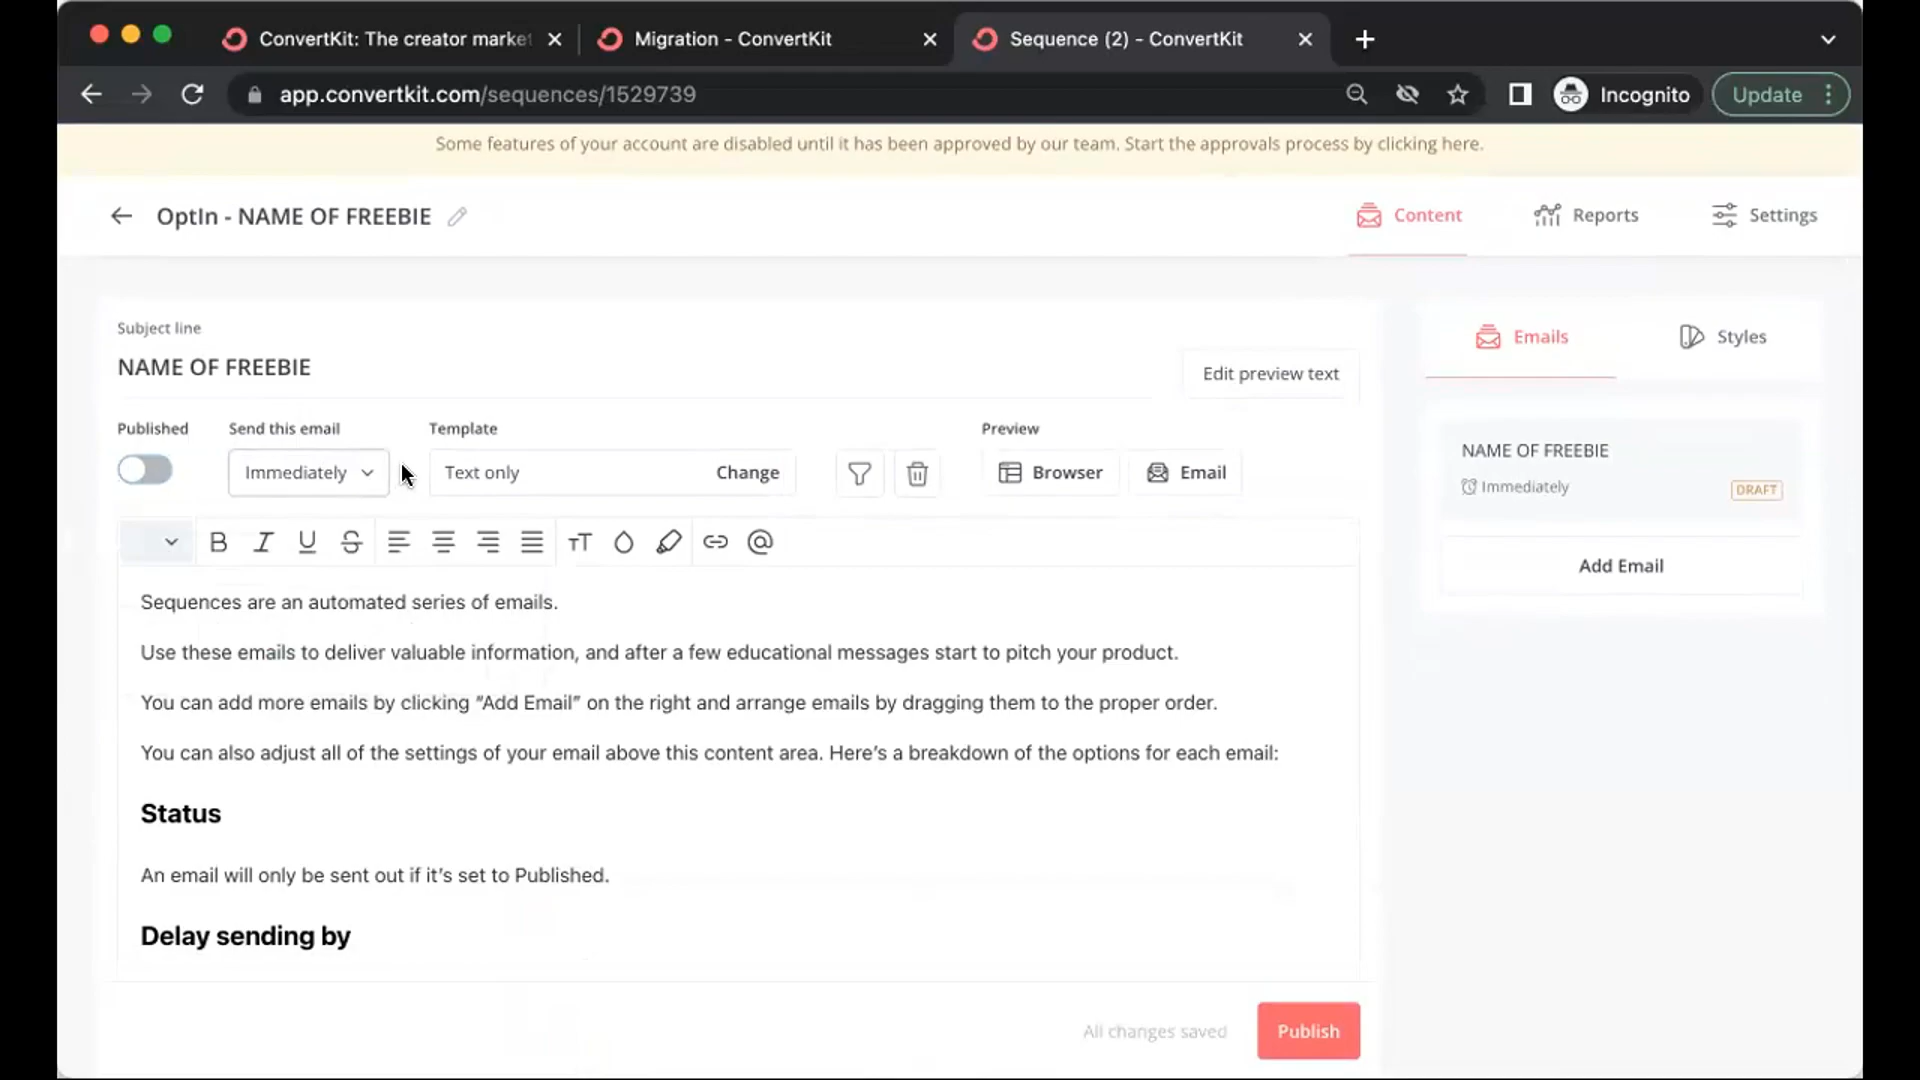 ConvertKit: The creator market
Migration - ConvertKit
Sequence (2) - ConvertKit
app.convertkit.com/sequences/1529739
Incognito
Update
Some features of your account are disabled until it has been approved by our team. Start the approvals process by clicking here.
OptIn - NAME OF FREEBIE
Content
Reports
Settings
Subject line
NAME OF FREEBIE
Edit preview text
Emails
Styles
Published
Send this email
Template
Preview
Immediately
Text only
Change
Browser
Email
NAME OF FREEBIE
Immediately
DRAFT
Add Email
Sequences are an automated series of emails.
Use these emails to deliver valuable information, and after a few educational messages start to pitch your product.
You can add more emails by clicking “Add Email” on the right and arrange emails by dragging them to the proper order.
You can also adjust all of the settings of your email above this content area. Here’s a breakdown of the options for each email:
Status
An email will only be sent out if it’s set to Published.
Delay sending by
All changes saved
Publish